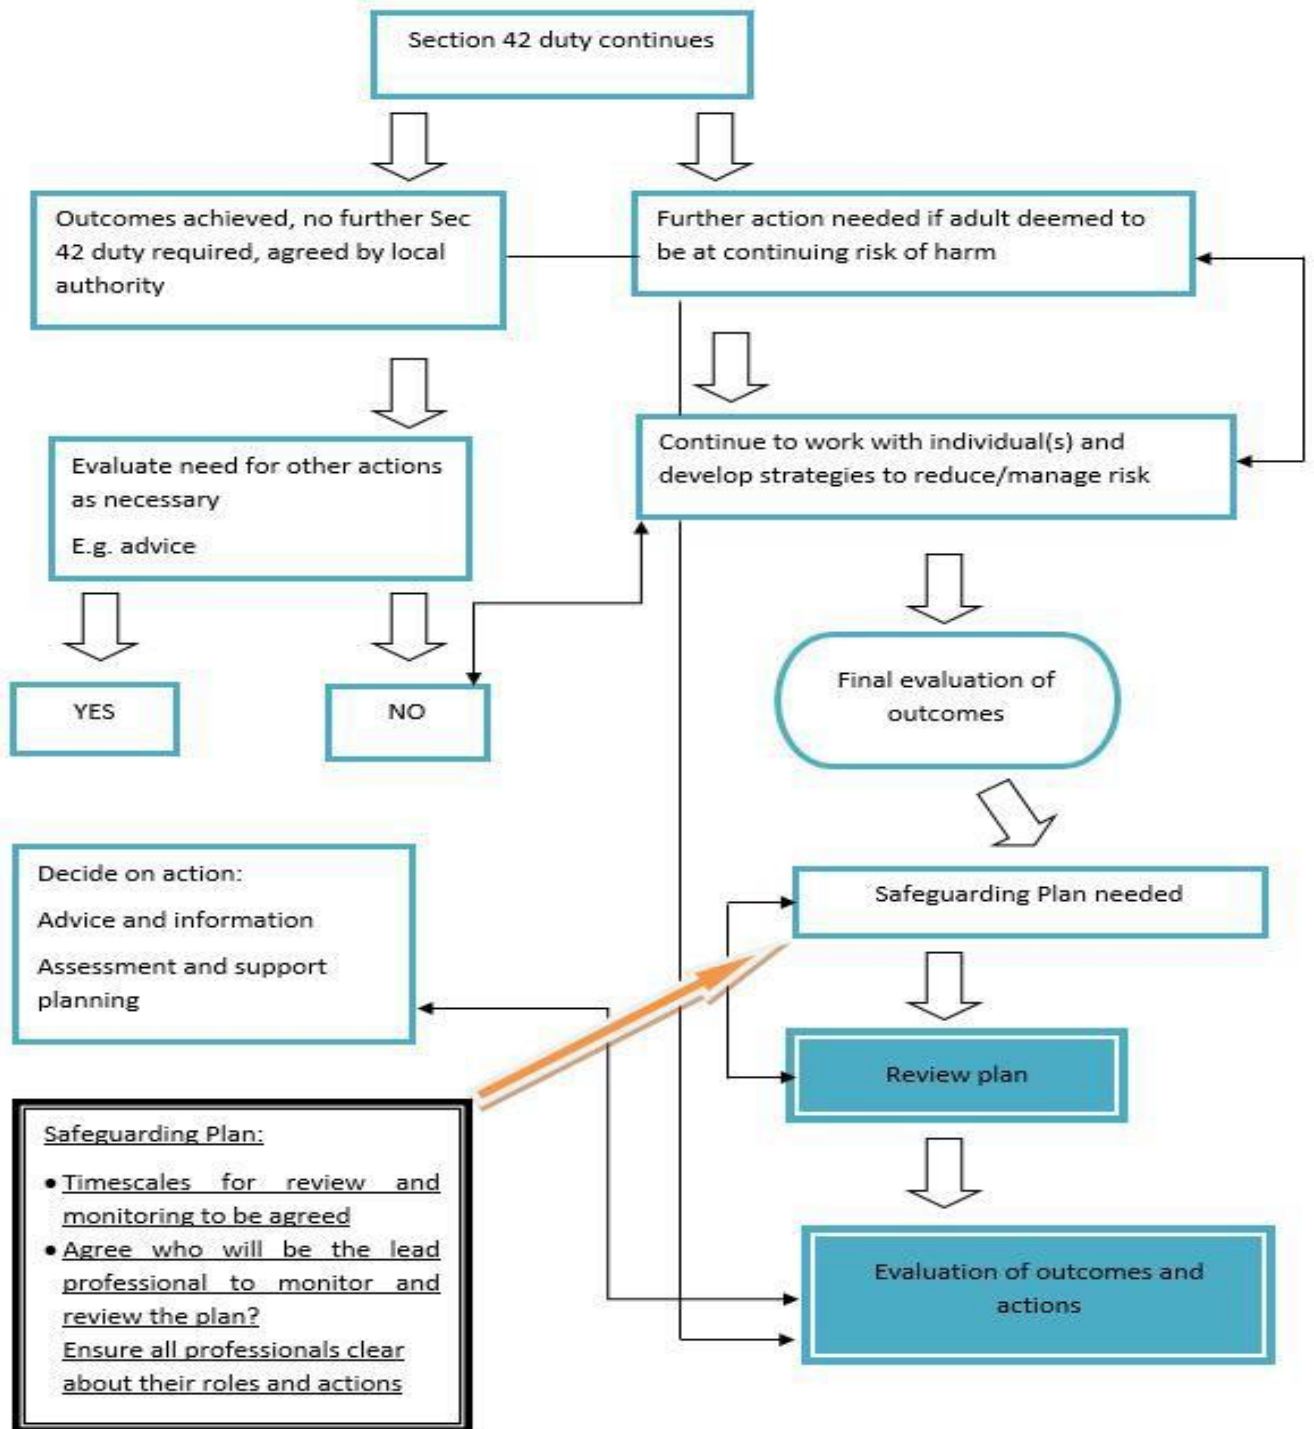 Section 42 duty continues
Outcomes achieved, no further Sec
42 duty required, agreed by local
authority
Further action needed if adult deemed to
be at continuing risk of harm
Evaluate need for other actions
as necessary
E.g. advice
Continue to work with individual(s) and
develop strategies to reduce/manage risk
YES
NO
Final evaluation of
outcomes
Decide on action:
Advice and information
Assessment and support
planning
Safeguarding Plan needed
Review plan
Safeguarding Plan:
• Timescales for review and
monitoring to be agreed
• Agree who will be the lead
professional to monitor and
review the plan?
Ensure all professionals clear
about their roles and actions
Evaluation of outcomes and
actions